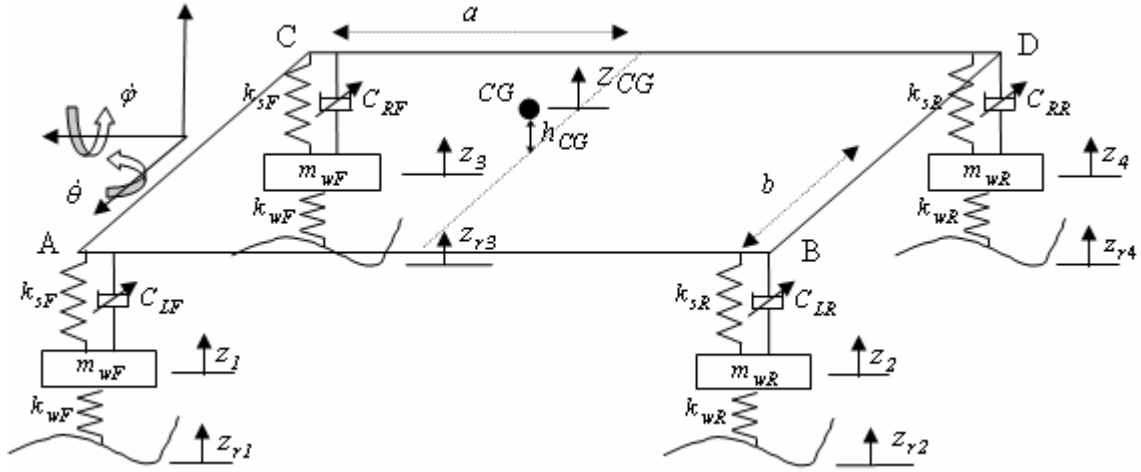 a
C
D
k_sF
C_RF
CG
Z_CG
k_sR
C_RR
φ̇
h_CG
m_wF
z_3
m_wR
z_4
θ̇
k_wF
b
k_wR
A
z_r3
B
z_r4
k_sF
C_LF
k_sR
C_LR
m_wF
z_1
m_wR
z_2
k_wF
k_wR
z_r1
z_r2